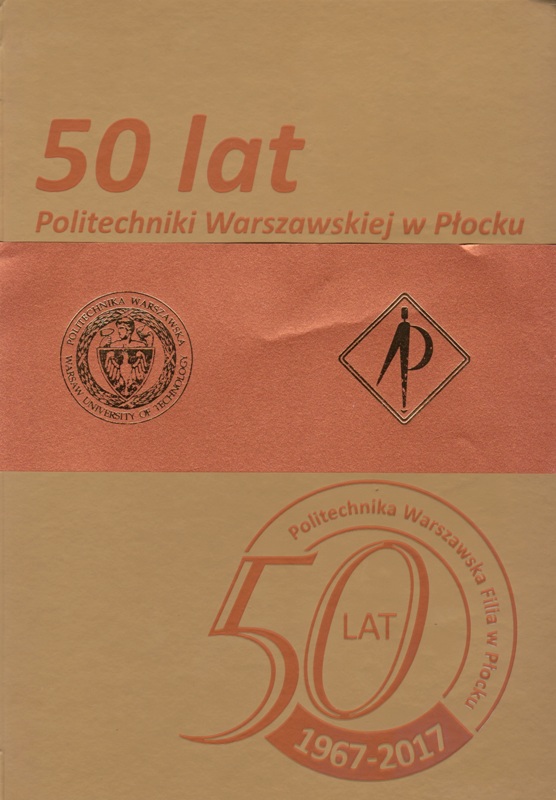 50 lat
Politechniki Warszawskiej w Płocku
POLITECHNIKA WARSZAWSKA
WARSAW UNIVERSITY OF TECHNOLOGY
Politechnika Warszawska Filia w Płocku
50
LAT
1967-2017